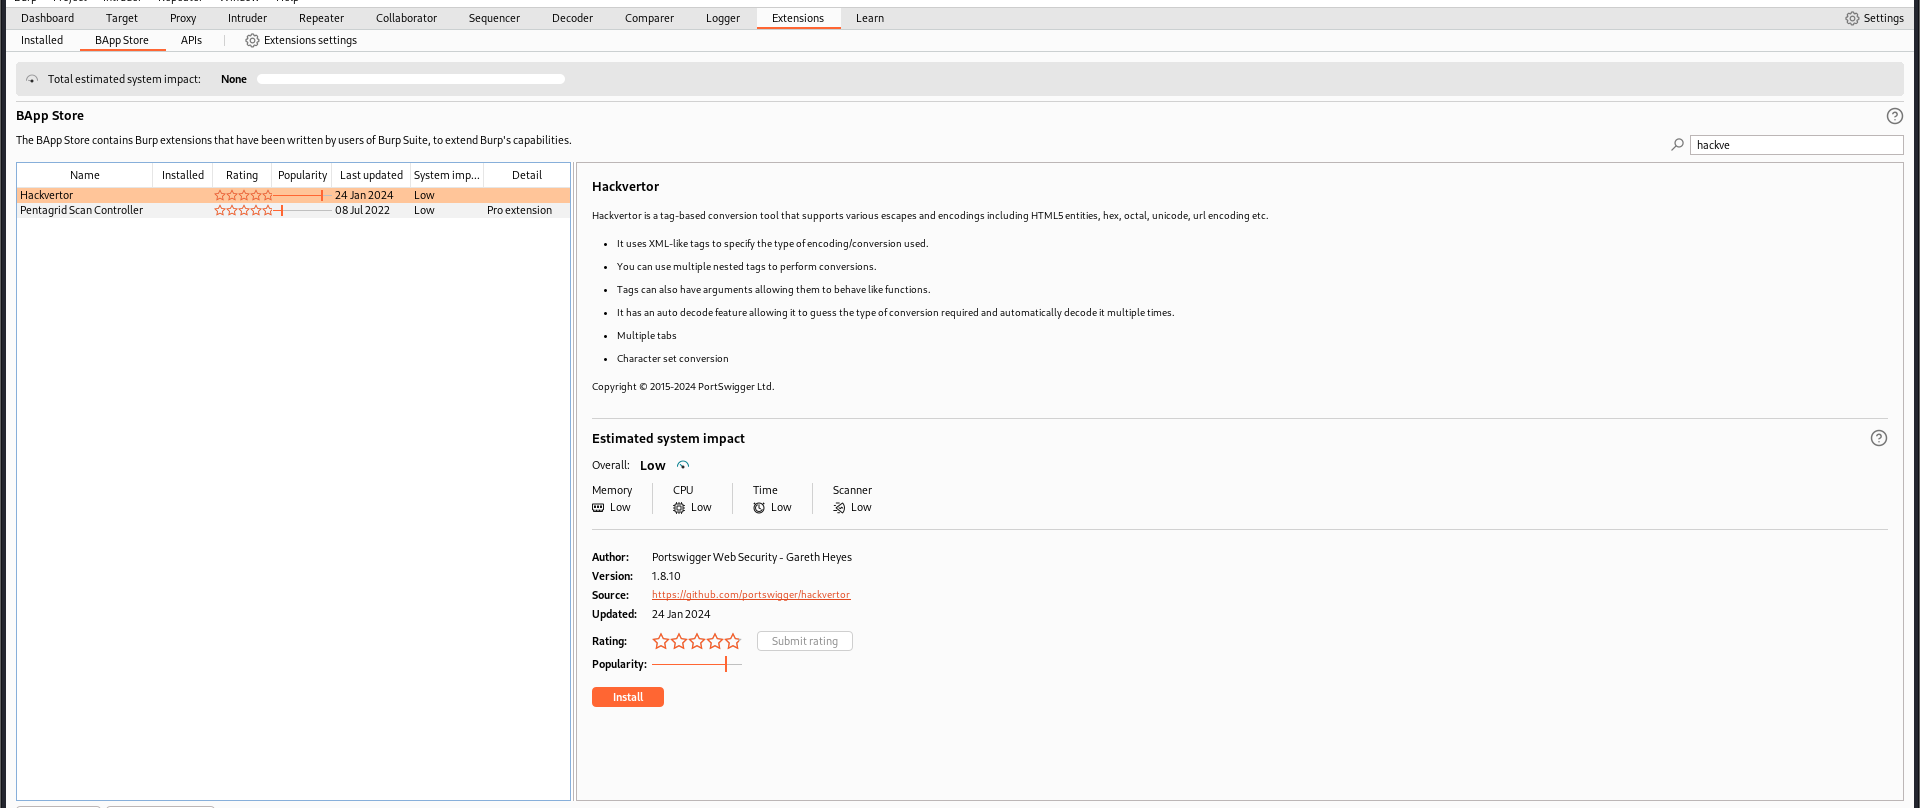 Burp Project Intruder Repeater Window Help
Dashboard Target Proxy Intruder Repeater Collaborator Sequencer Decoder Comparer Logger Extensions Learn Settings
Installed BApp Store APIs Extensions settings
Total estimated system impact: None
BApp Store
The BApp Store contains Burp extensions that have been written by users of Burp Suite, to extend Burp's capabilities.
hackve
Name Installed Rating Popularity Last updated System imp... Detail
Hackvertor 24 Jan 2024 Low
Pentagrid Scan Controller 08 Jul 2022 Low Pro extension
Hackvertor
Hackvertor is a tag-based conversion tool that supports various escapes and encodings including HTML5 entities, hex, octal, unicode, url encoding etc.
• It uses XML-like tags to specify the type of encoding/conversion used.
• You can use multiple nested tags to perform conversions.
• Tags can also have arguments allowing them to behave like functions.
• It has an auto decode feature allowing it to guess the type of conversion required and automatically decode it multiple times.
• Multiple tabs
• Character set conversion
Copyright © 2015-2024 PortSwigger Ltd.
Estimated system impact
Overall: Low
Memory CPU Time Scanner
Low Low Low Low
Author: Portswigger Web Security - Gareth Heyes
Version: 1.8.10
Source: https://github.com/portswigger/hackvertor
Updated: 24 Jan 2024
Rating: Submit rating
Popularity:
Install